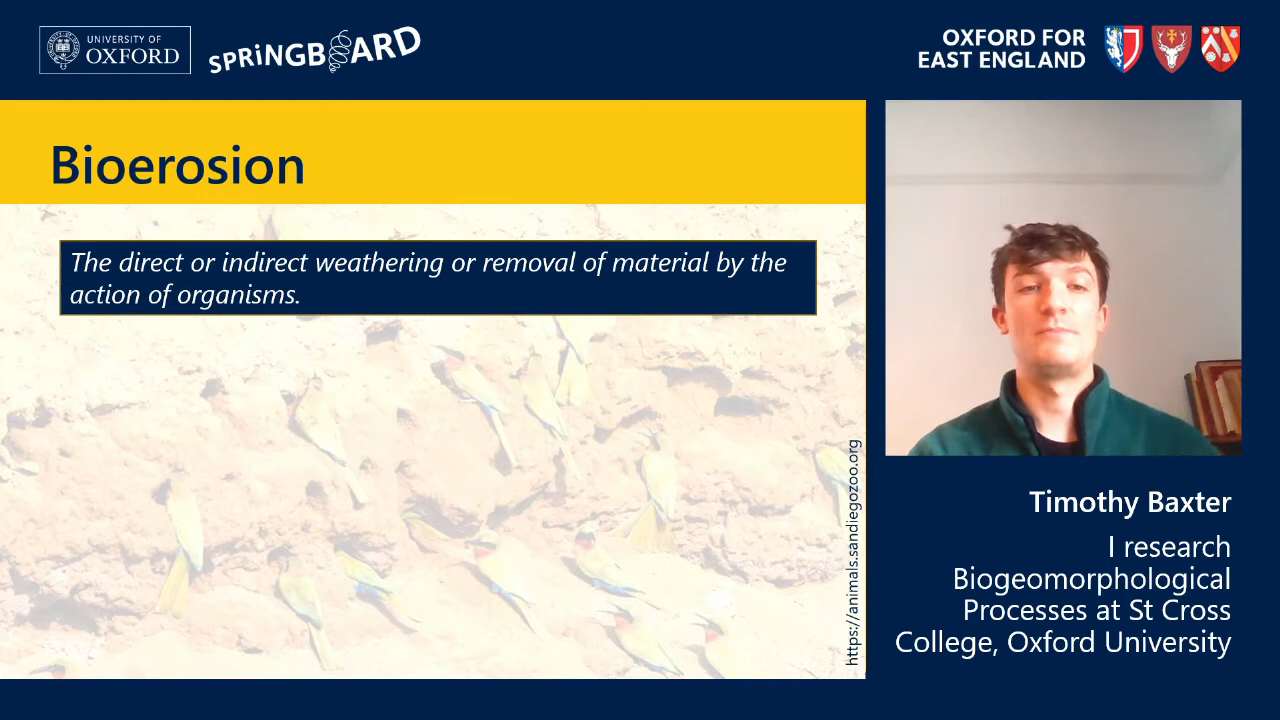 UNIVERSITY OF
OXFORD
SPRiNGBOARD
OXFORD FOR
EAST ENGLAND
Bioerosion
The direct or indirect weathering or removal of material by the
action of organisms.
https://animals.sandiegozoo.org
Timothy Baxter
I research
Biogeomorphological
Processes at St Cross
College, Oxford University